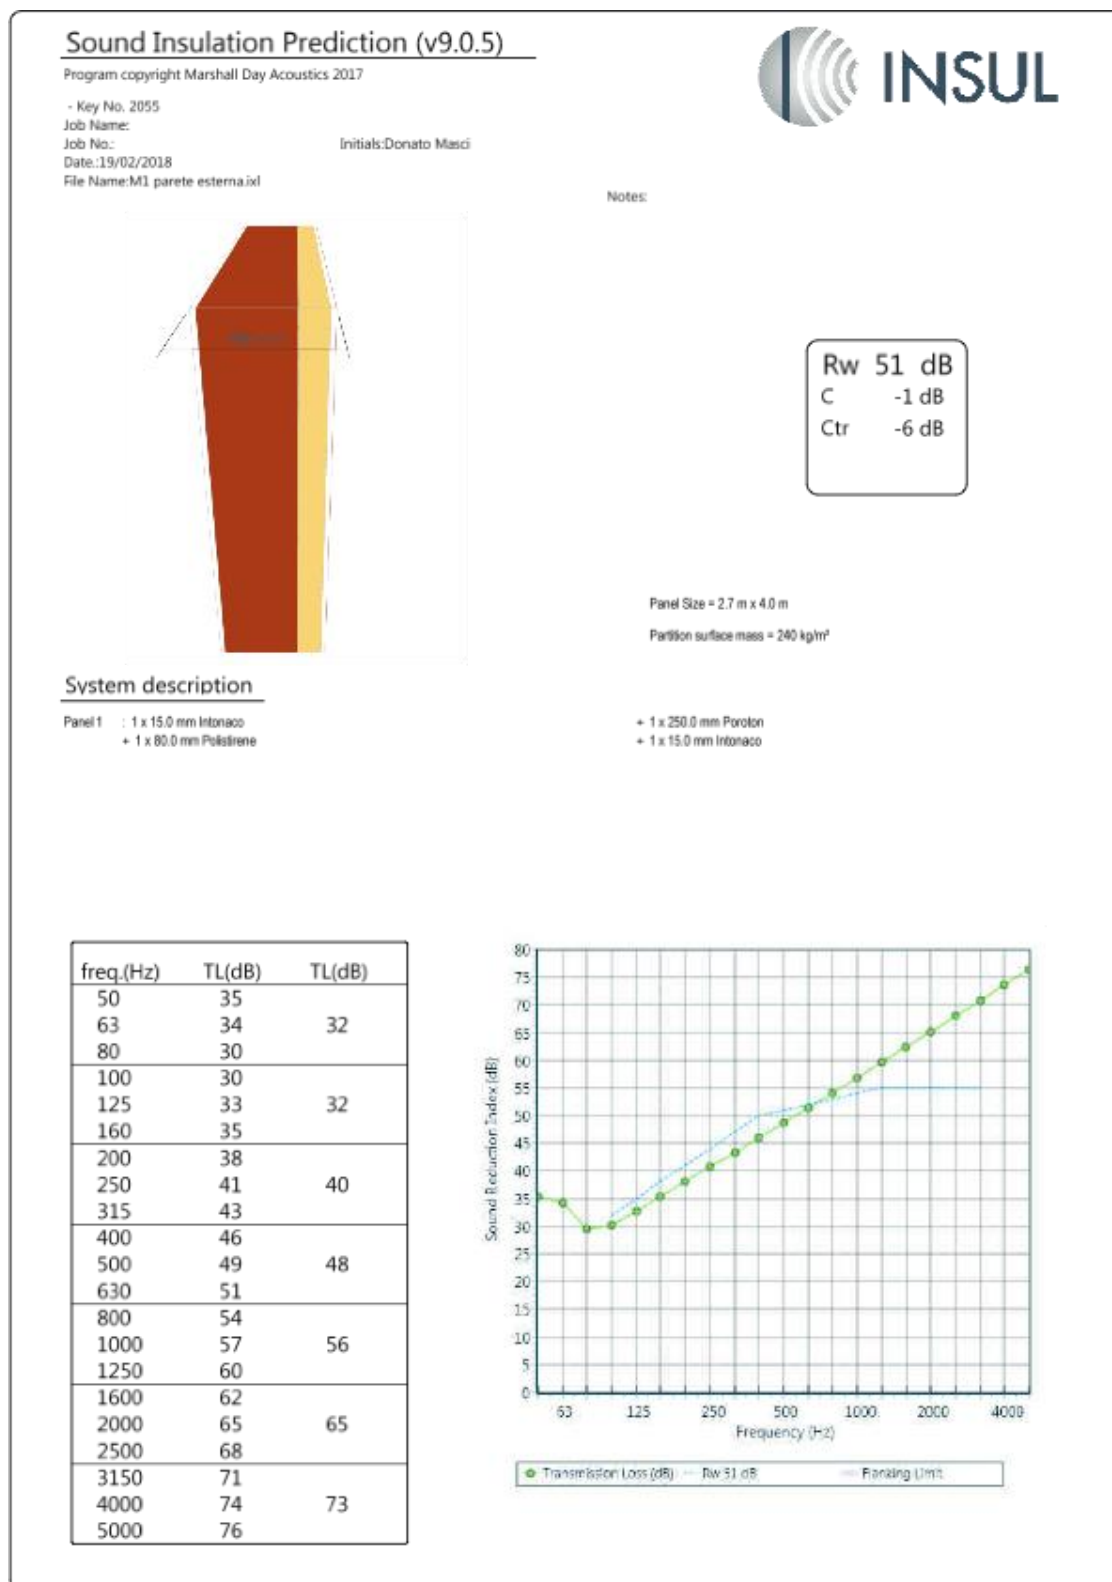 Sound Insulation Prediction (v9.0.5)
INSUL
Program copyright Marshall Day Acoustics 2017
- Key No. 2055
Job Name:
Job No.: Initials:Donato Masci
Date.:19/02/2018
File Name:M1 parete esterna.ixl
Notes:
Rw 51 dB
C -1 dB
Ctr -6 dB
Panel Size = 2.7 m x 4.0 m
Partition surface mass = 240 kg/m²
System description
Panel 1 : 1 x 15.0 mm Intonaco + 1 x 250.0 mm Poroton
+ 1 x 80.0 mm Polistirene + 1 x 15.0 mm Intonaco
freq.(Hz) TL(dB) TL(dB)
50 35
63 34 32
80 30
100 30
125 33 32
160 35
200 38
250 41 40
315 43
400 46
500 49 48
630 51
800 54
1000 57 56
1250 60
1600 62
2000 65 65
2500 68
3150 71
4000 74 73
5000 76
Sound Reduction Index (dB)
80
75
70
65
60
55
50
45
40
35
30
25
20
15
10
5
0
63 125 250 500 1000 2000 4000
Frequency (Hz)
Transmission Loss (dB) Rw 51 dB Flanking Limit